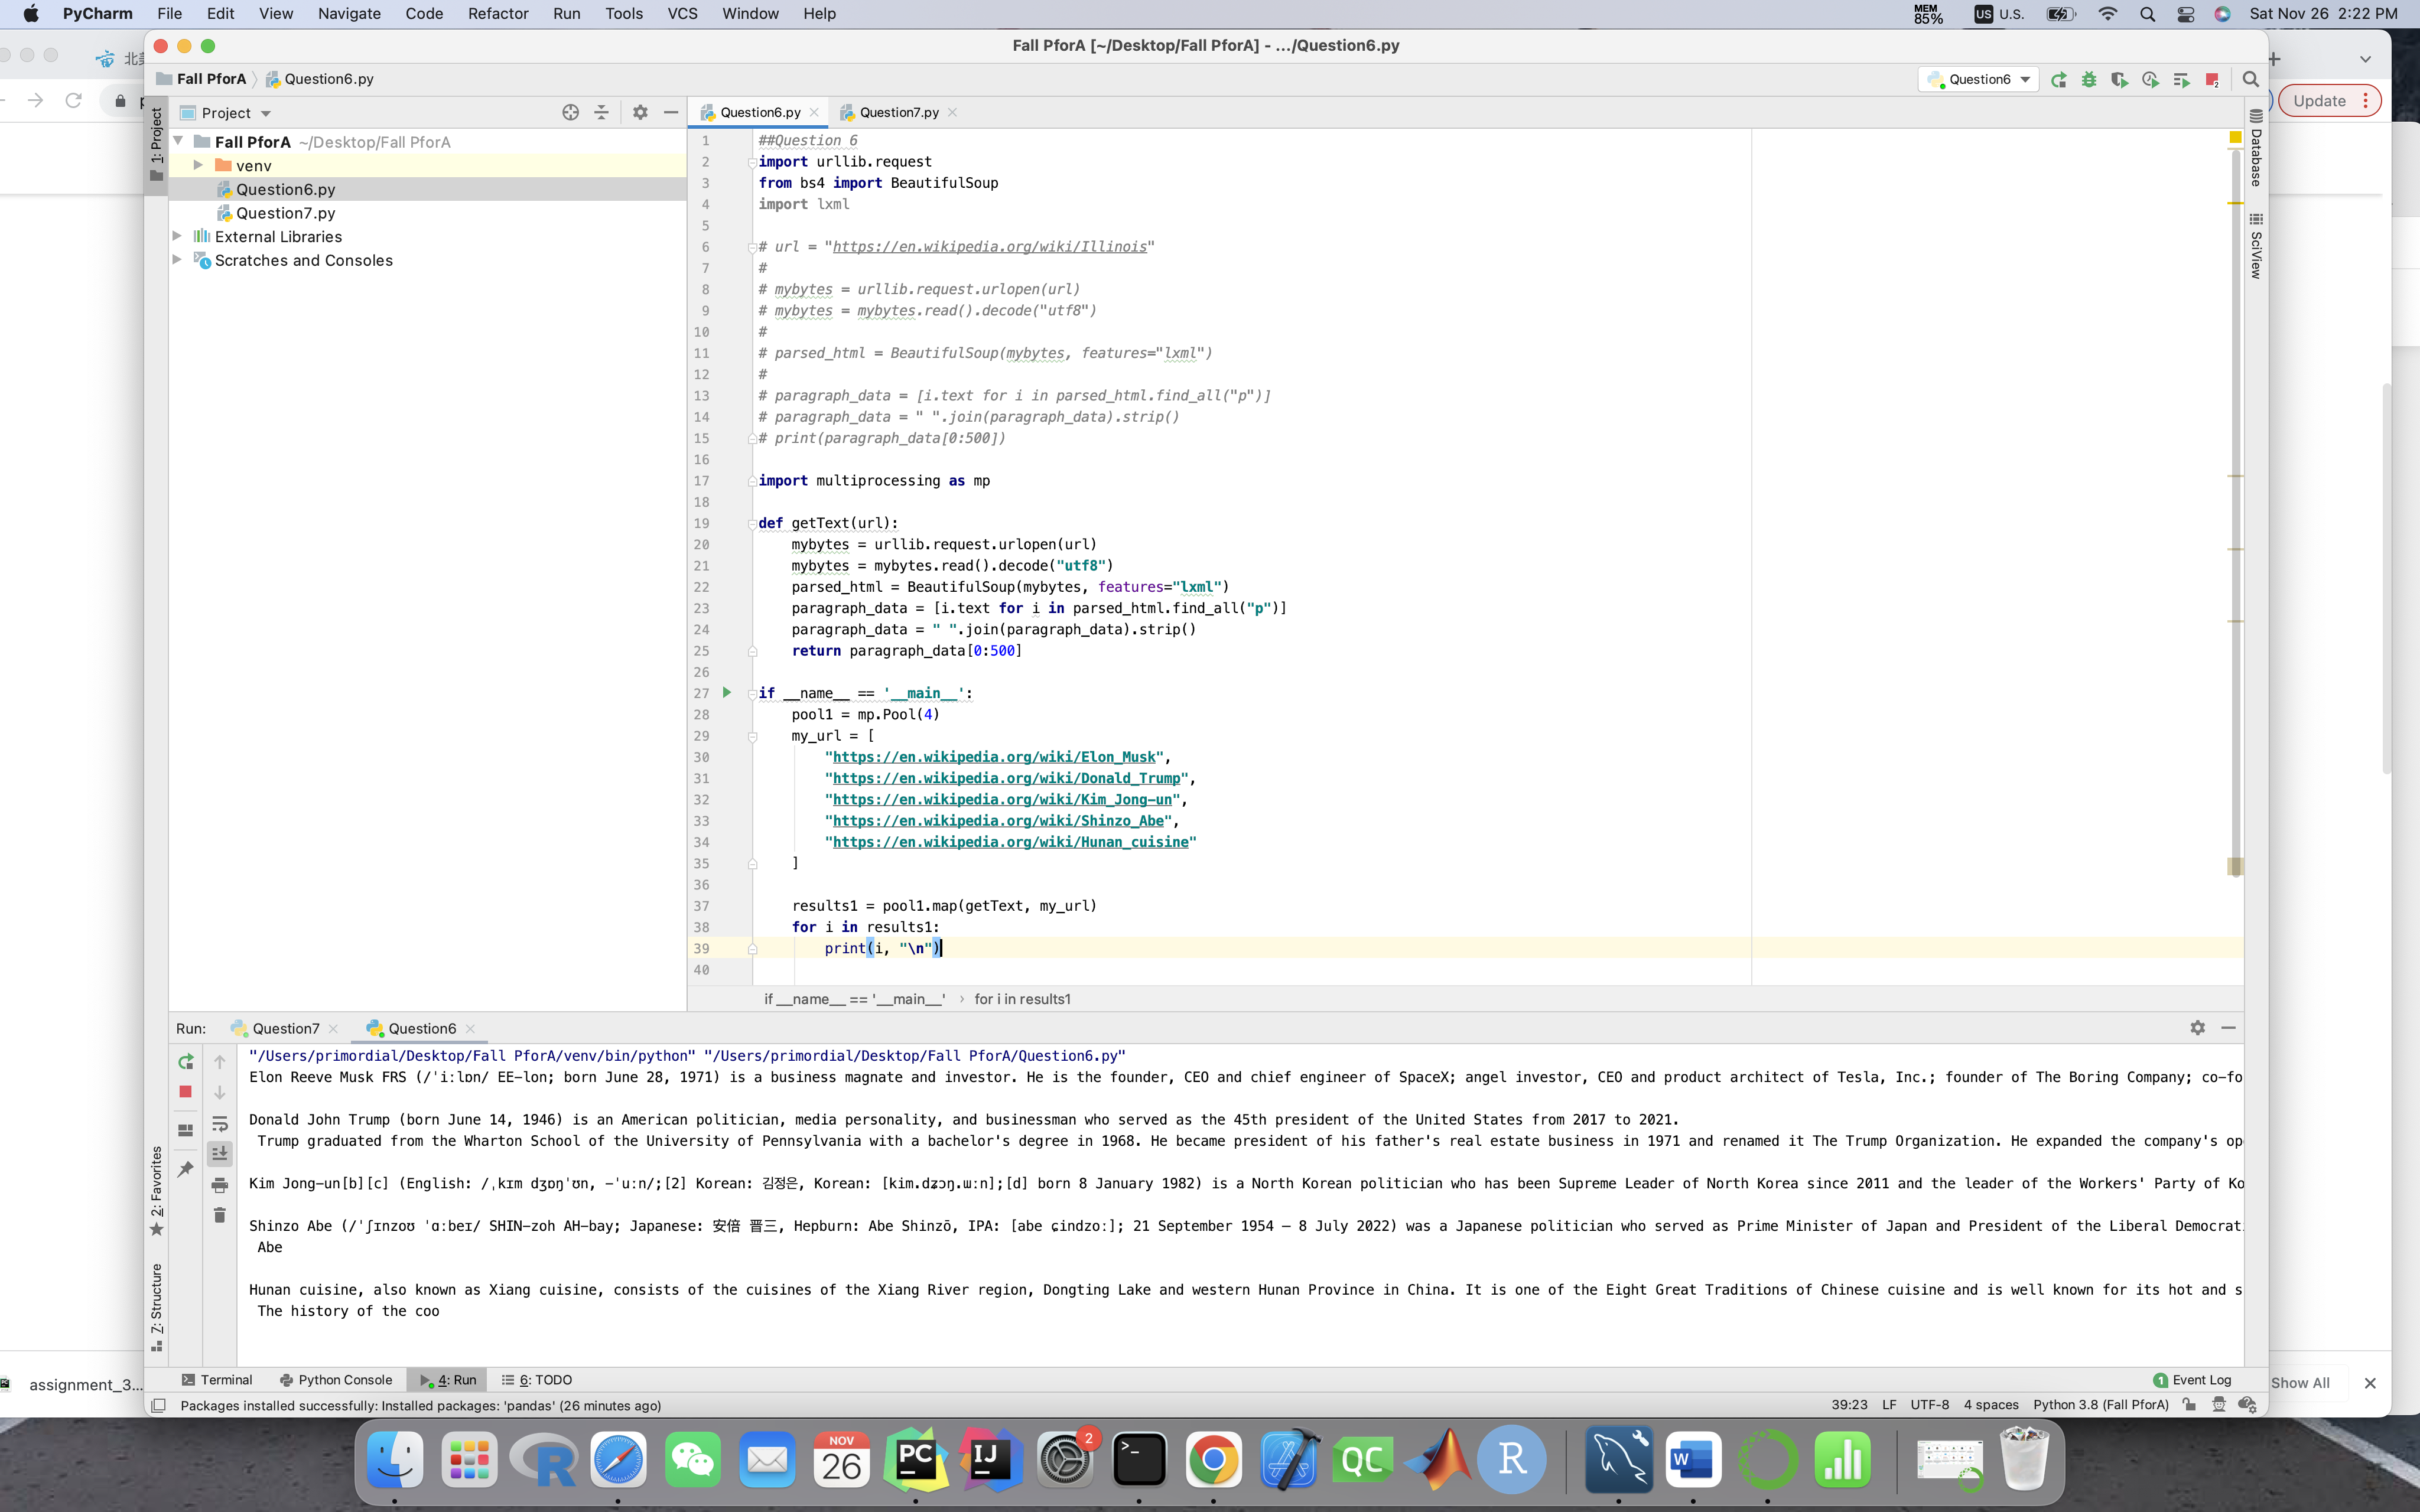 PyCharm File Edit View Navigate Code Refactor Run Tools VCS Window Help
MEM 85% US U.S. Sat Nov 26 2:22 PM
Fall PforA [~/Desktop/Fall PforA] - .../Question6.py
Fall PforA Question6.py
Question6
Update
Project
Question6.py Question7.py
1: Project
Fall PforA ~/Desktop/Fall PforA
venv
Question6.py
Question7.py
External Libraries
Scratches and Consoles
Database
SciView
1 ##Question 6
2 import urllib.request
3 from bs4 import BeautifulSoup
4 import lxml
5
6 # url = "https://en.wikipedia.org/wiki/Illinois"
7 #
8 # mybytes = urllib.request.urlopen(url)
9 # mybytes = mybytes.read().decode("utf8")
10 #
11 # parsed_html = BeautifulSoup(mybytes, features="lxml")
12 #
13 # paragraph_data = [i.text for i in parsed_html.find_all("p")]
14 # paragraph_data = " ".join(paragraph_data).strip()
15 # print(paragraph_data[0:500])
16
17 import multiprocessing as mp
18
19 def getText(url):
20 mybytes = urllib.request.urlopen(url)
21 mybytes = mybytes.read().decode("utf8")
22 parsed_html = BeautifulSoup(mybytes, features="lxml")
23 paragraph_data = [i.text for i in parsed_html.find_all("p")]
24 paragraph_data = " ".join(paragraph_data).strip()
25 return paragraph_data[0:500]
26
27 if __name__ == '__main__':
28 pool1 = mp.Pool(4)
29 my_url = [
30 "https://en.wikipedia.org/wiki/Elon_Musk",
31 "https://en.wikipedia.org/wiki/Donald_Trump",
32 "https://en.wikipedia.org/wiki/Kim_Jong-un",
33 "https://en.wikipedia.org/wiki/Shinzo_Abe",
34 "https://en.wikipedia.org/wiki/Hunan_cuisine"
35 ]
36
37 results1 = pool1.map(getText, my_url)
38 for i in results1:
39 print(i, "\n")
40
if __name__ == '__main__' › for i in results1
Run: Question7 Question6
"/Users/primordial/Desktop/Fall PforA/venv/bin/python" "/Users/primordial/Desktop/Fall PforA/Question6.py"
Elon Reeve Musk FRS (/ˈiːlɒn/ EE-lon; born June 28, 1971) is a business magnate and investor. He is the founder, CEO and chief engineer of SpaceX; angel investor, CEO and product architect of Tesla, Inc.; founder of The Boring Company; co-fo
Donald John Trump (born June 14, 1946) is an American politician, media personality, and businessman who served as the 45th president of the United States from 2017 to 2021.
Trump graduated from the Wharton School of the University of Pennsylvania with a bachelor's degree in 1968. He became president of his father's real estate business in 1971 and renamed it The Trump Organization. He expanded the company's op
Kim Jong-un[b][c] (English: /ˌkɪm dʒɒŋˈʊn, -ˈuːn/;[2] Korean: 김정은, Korean: [kim.dʑɔŋ.ɯːn];[d] born 8 January 1982) is a North Korean politician who has been Supreme Leader of North Korea since 2011 and the leader of the Workers' Party of Ko
Shinzo Abe (/ˈʃɪnzoʊ ˈɑːbeɪ/ SHIN-zoh AH-bay; Japanese: 安倍 晋三, Hepburn: Abe Shinzō, IPA: [abe ɕindzoː]; 21 September 1954 – 8 July 2022) was a Japanese politician who served as Prime Minister of Japan and President of the Liberal Democrat
Abe
Hunan cuisine, also known as Xiang cuisine, consists of the cuisines of the Xiang River region, Dongting Lake and western Hunan Province in China. It is one of the Eight Great Traditions of Chinese cuisine and is well known for its hot and s
The history of the coo
2: Favorites
Z: Structure
Terminal Python Console 4: Run 6: TODO
1 Event Log
assignment_3...
Show All
Packages installed successfully: Installed packages: 'pandas' (26 minutes ago)
39:23 LF UTF-8 4 spaces Python 3.8 (Fall PforA)
NOV
26
PC
IJ
2
QC
R
W